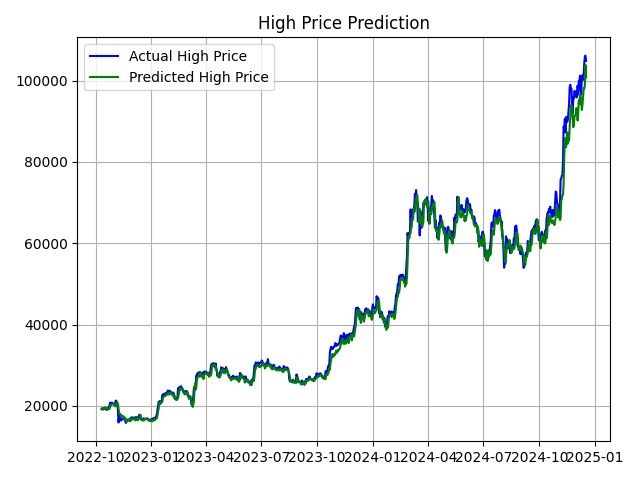 High Price Prediction
Actual High Price
Predicted High Price
100000
80000
60000
40000
20000
2022-10 2023-01 2023-04 2023-07 2023-10 2024-01 2024-04 2024-07 2024-10 2025-01